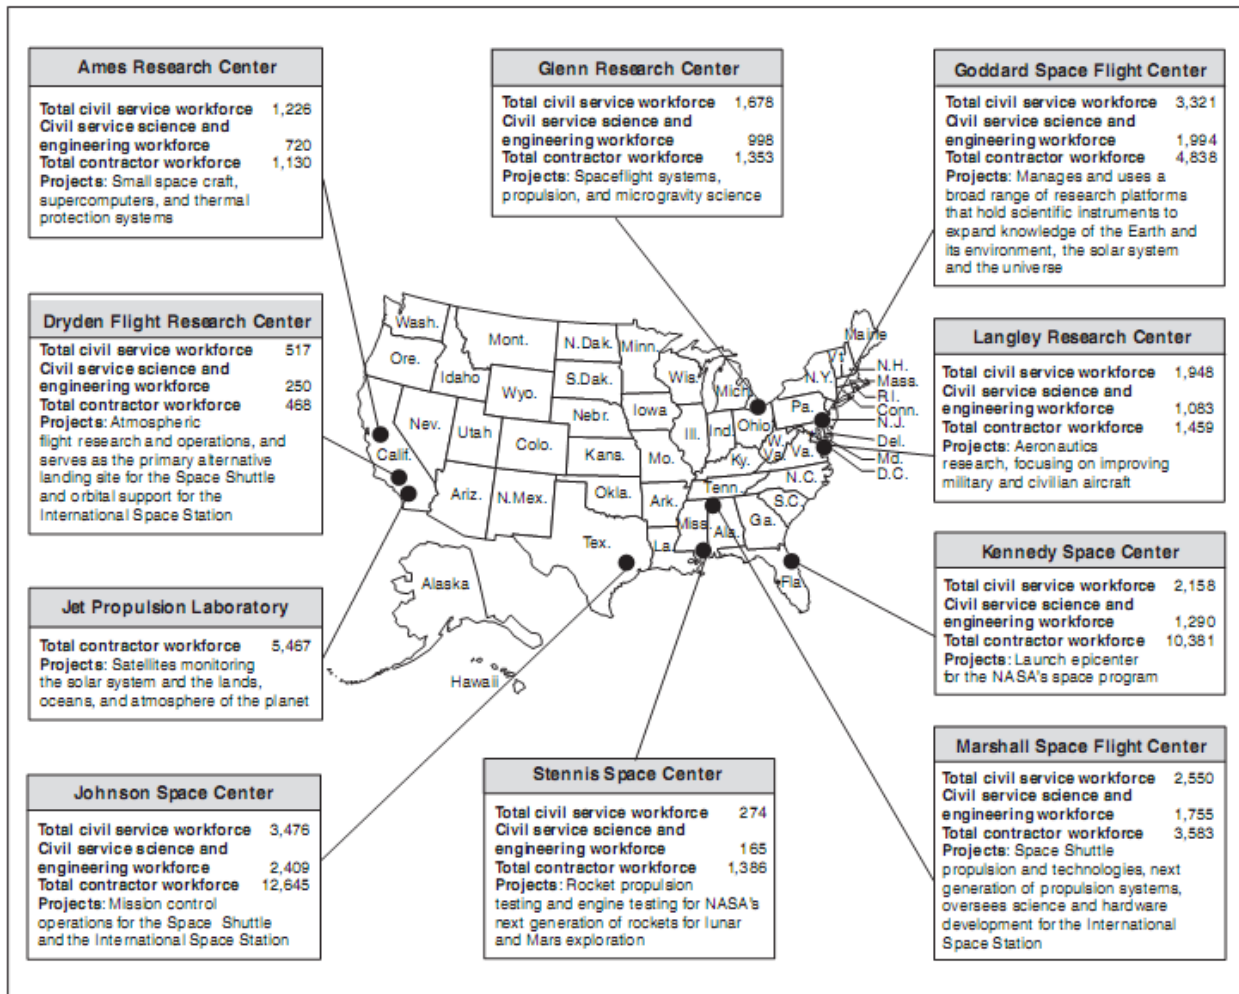 Ames Research Center
Total civil service workforce 1,226
Civil service science and
engineering workforce 720
Total contractor workforce 1,130
Projects: Small space craft,
supercomputers, and thermal
protection systems
Glenn Research Center
Total civil service workforce 1,678
Civil service science and
engineering workforce 998
Total contractor workforce 1,353
Projects: Spaceflight systems,
propulsion, and microgravity science
Goddard Space Flight Center
Total civil service workforce 3,321
Civil service science and
engineering workforce 1,994
Total contractor workforce 4,838
Projects: Manages and uses a
broad range of research platforms
that hold scientific instruments to
expand knowledge of the Earth and
its environment, the solar system
and the universe
Dryden Flight Research Center
Total civil service workforce 517
Civil service science and
engineering workforce 250
Total contractor workforce 468
Projects: Atmospheric
flight research and operations, and
serves as the primary alternative
landing site for the Space Shuttle
and orbital support for the
International Space Station
Langley Research Center
Total civil service workforce 1,948
Civil service science and
engineering workforce 1,083
Total contractor workforce 1,459
Projects: Aeronautics
research, focusing on improving
military and civilian aircraft
Jet Propulsion Laboratory
Total contractor workforce 5,467
Projects: Satellites monitoring
the solar system and the lands,
oceans, and atmosphere of the planet
Kennedy Space Center
Total civil service workforce 2,158
Civil service science and
engineering workforce 1,290
Total contractor workforce 10,381
Projects: Launch epicenter
for the NASA's space program
Johnson Space Center
Total civil service workforce 3,476
Civil service science and
engineering workforce 2,409
Total contractor workforce 12,645
Projects: Mission control
operations for the Space Shuttle
and the International Space Station
Stennis Space Center
Total civil service workforce 274
Civil service science and
engineering workforce 165
Total contractor workforce 1,386
Projects: Rocket propulsion
testing and engine testing for NASA's
next generation of rockets for lunar
and Mars exploration
Marshall Space Flight Center
Total civil service workforce 2,550
Civil service science and
engineering workforce 1,755
Total contractor workforce 3,583
Projects: Space Shuttle
propulsion and technologies, next
generation of propulsion systems,
oversees science and hardware
development for the International
Space Station
Wash.
Ore.
Idaho
Mont.
Wyo.
N.Dak.
S.Dak.
Nebr.
Minn.
Iowa
Wis.
Mich.
Calif.
Nev.
Utah
Colo.
Kans.
Mo.
Ill.
Ind.
Ohio
Ky.
W.
Va.
Va.
Pa.
N.Y.
V.T.
Maine
N.H.
Mass.
R.I.
Conn.
N.J.
Del.
Md.
D.C.
Ariz.
N.Mex.
Okla.
Ark.
Tenn.
N.C.
S.C.
Tex.
La.
Miss.
Ala.
Ga.
Fla.
Alaska
Hawaii